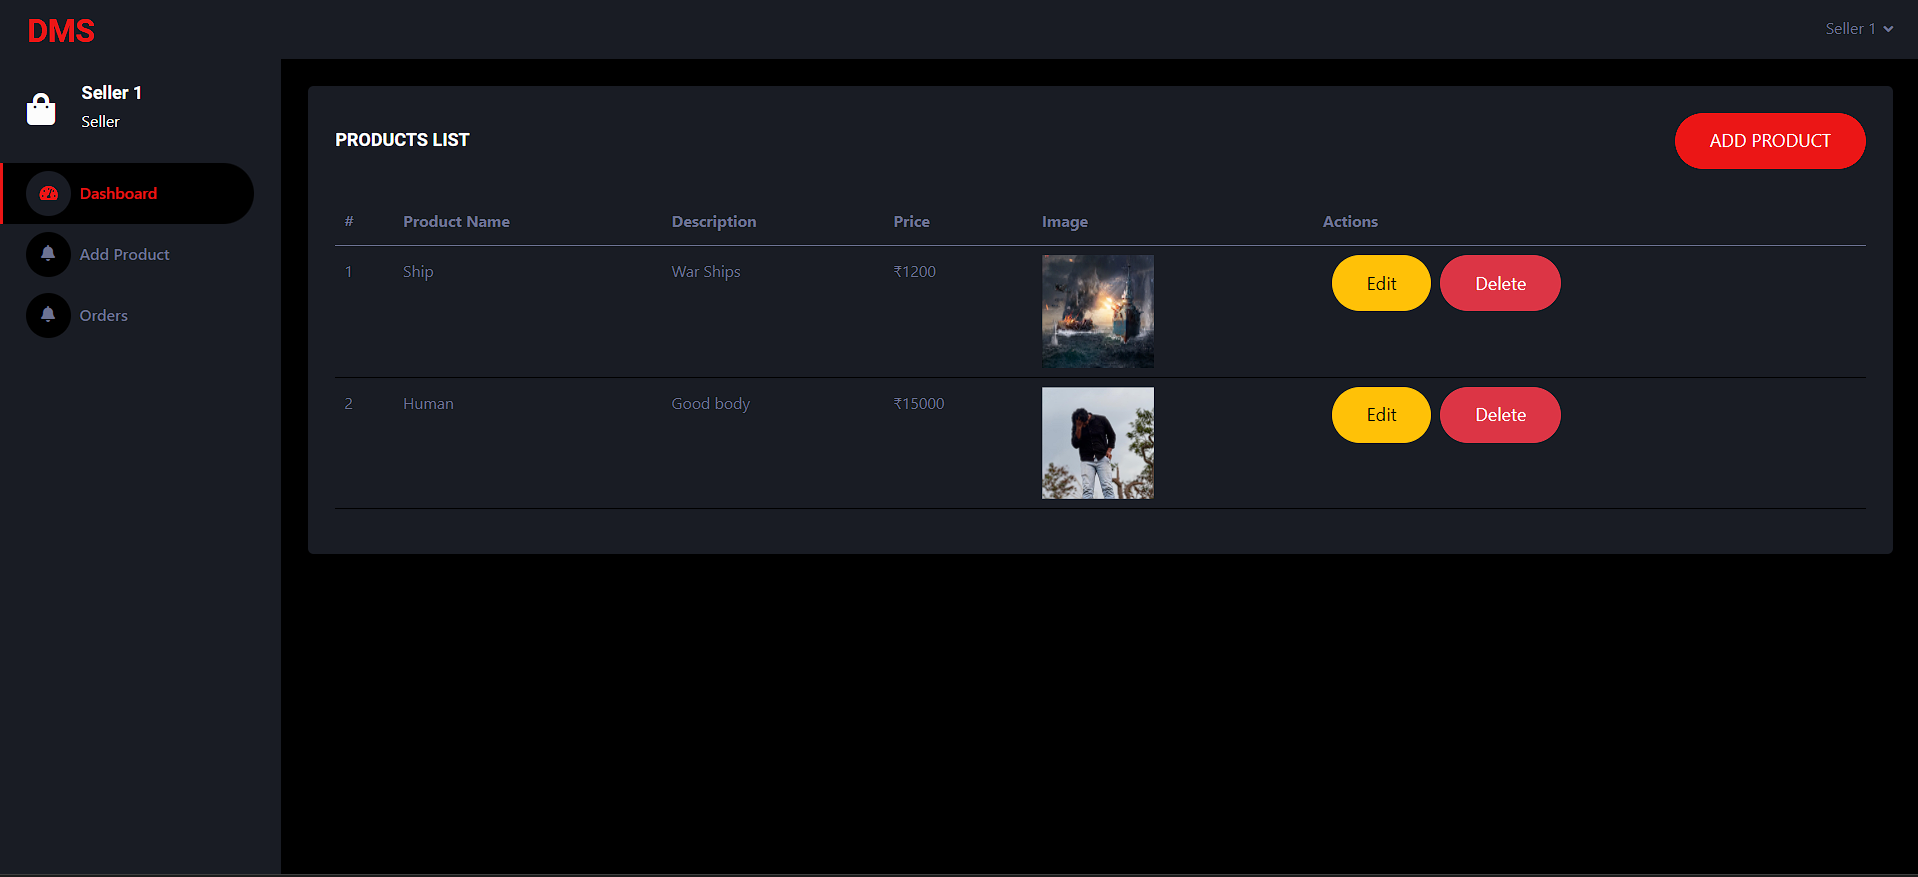 DMS
Seller 1
Seller 1
Seller
Dashboard
Add Product
Orders
PRODUCTS LIST
ADD PRODUCT
# Product Name Description Price Image Actions
1 Ship War Ships ₹1200 Edit Delete
2 Human Good body ₹15000 Edit Delete